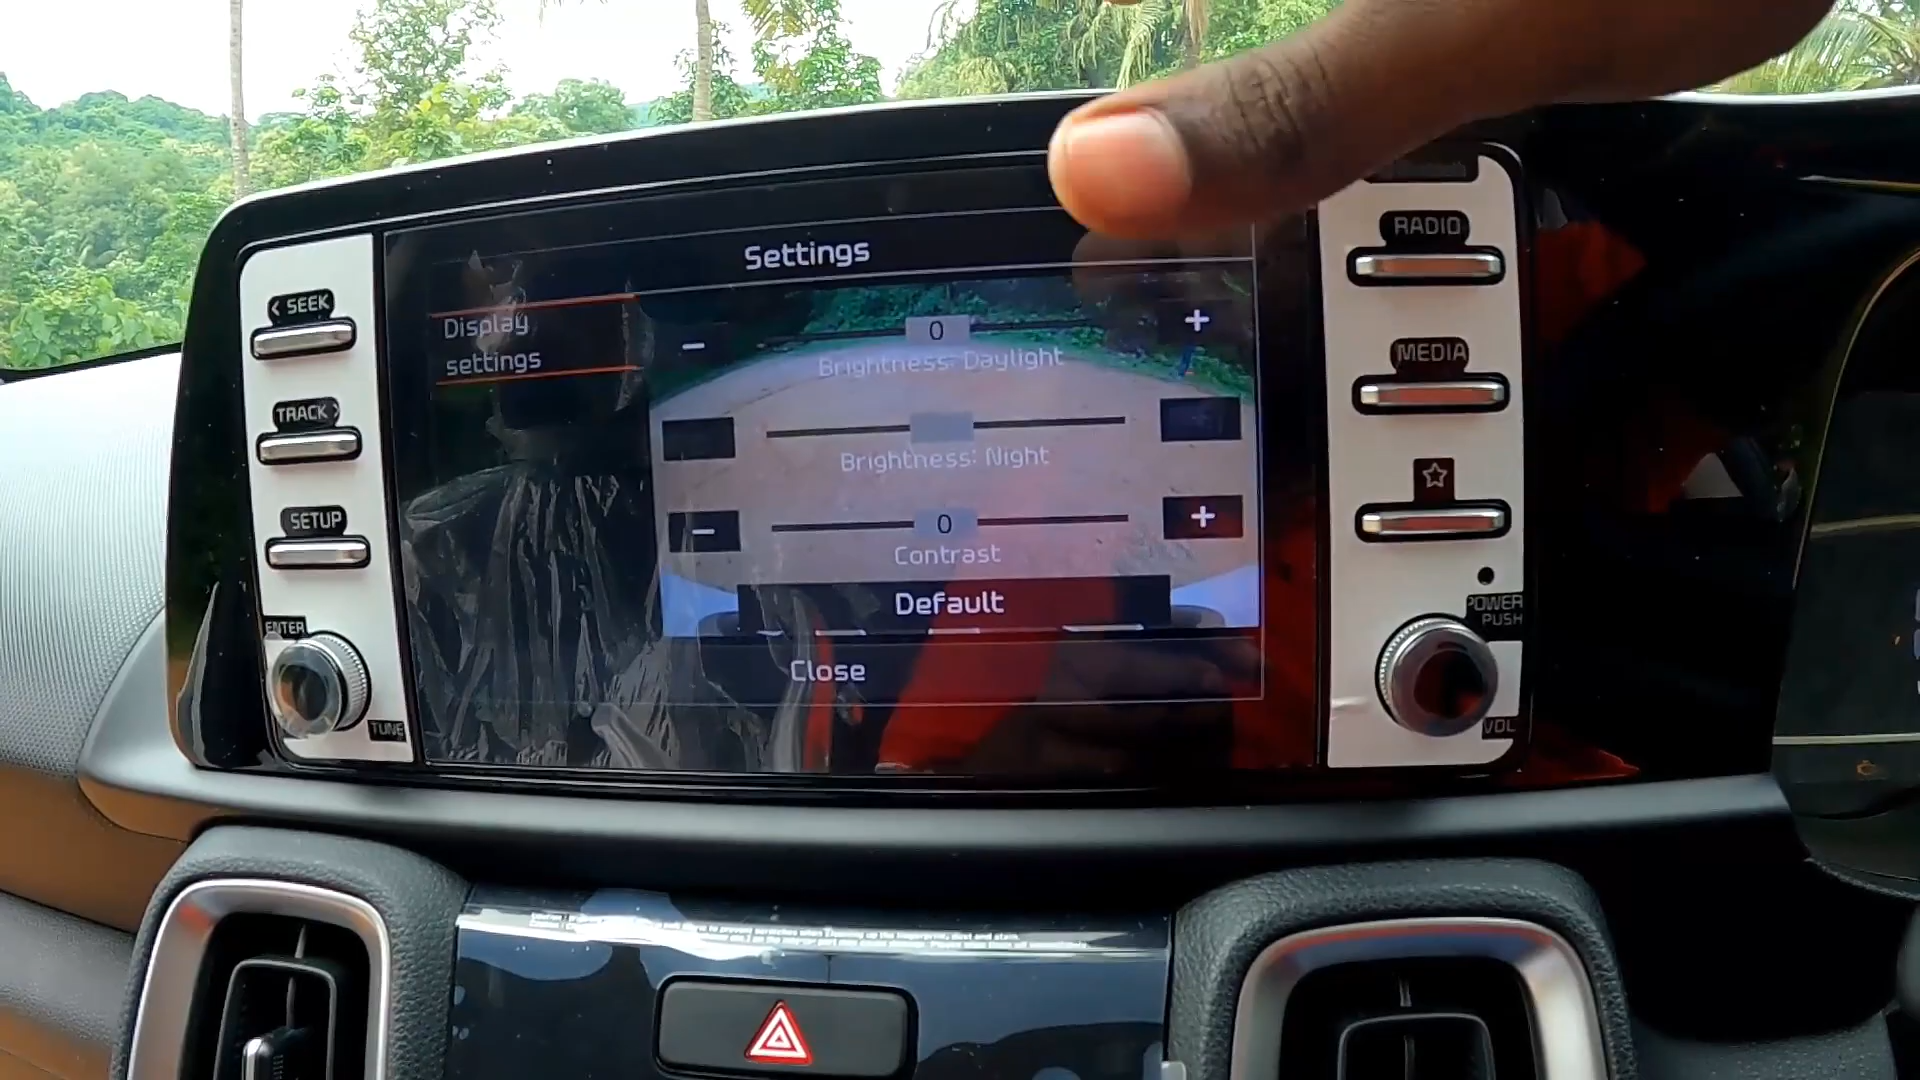 Settings
< SEEK
TRACK >
SETUP
ENTER
TUNE
Display
settings
-
0
+
Brightness: Daylight
Brightness: Night
-
0
+
Contrast
Default
Close
RADIO
MEDIA
POWER
PUSH
VOL